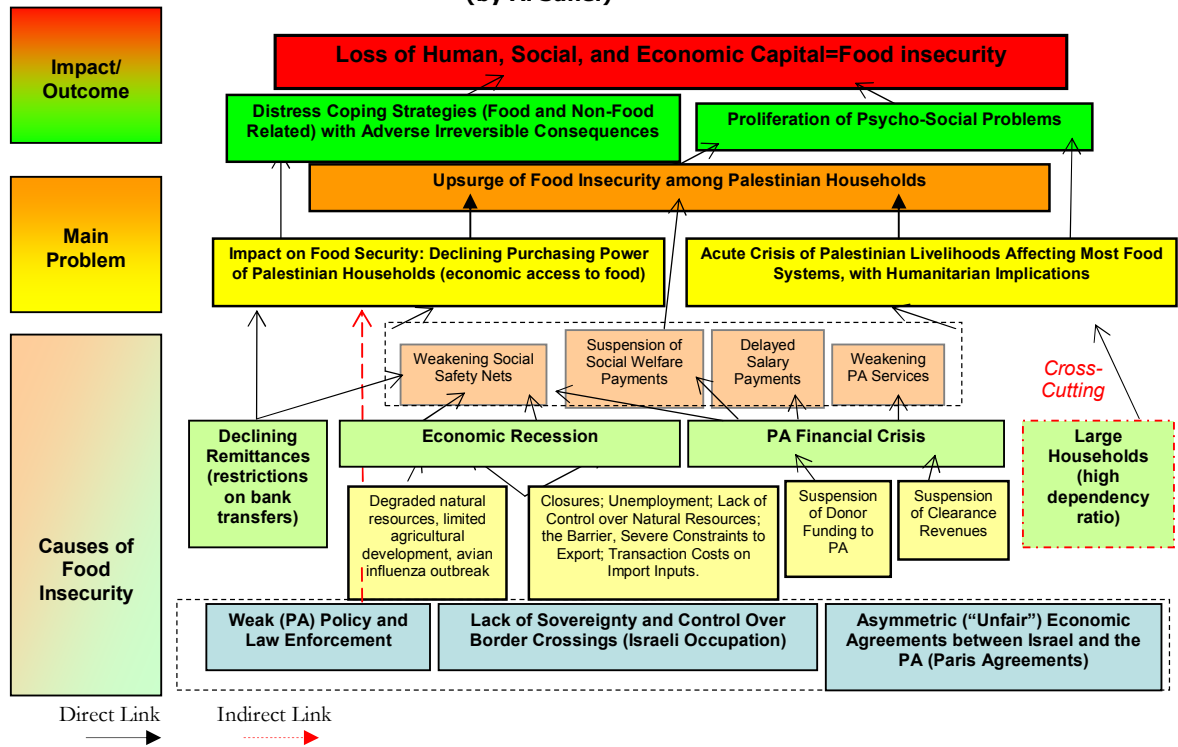 Impact/
Outcome
Loss of Human, Social, and Economic Capital=Food insecurity
Distress Coping Strategies (Food and Non-Food
Related) with Adverse Irreversible Consequences
Proliferation of Psycho-Social Problems
Upsurge of Food Insecurity among Palestinian Households
Main
Problem
Impact on Food Security: Declining Purchasing Power
of Palestinian Households (economic access to food)
Acute Crisis of Palestinian Livelihoods Affecting Most Food
Systems, with Humanitarian Implications
Weakening Social
Safety Nets
Suspension of
Social Welfare
Payments
Delayed
Salary
Payments
Weakening
PA Services
Cross-
Cutting
Declining
Remittances
(restrictions
on bank
transfers)
Economic Recession
PA Financial Crisis
Large
Households
(high
dependency
ratio)
Causes of
Food
Insecurity
Degraded natural
resources, limited
agricultural
development, avian
influenza outbreak
Closures; Unemployment; Lack of
Control over Natural Resources;
the Barrier, Severe Constraints to
Export; Transaction Costs on
Import Inputs.
Suspension
of Donor
Funding to
PA
Suspension
of Clearance
Revenues
Weak (PA) Policy and
Law Enforcement
Lack of Sovereignty and Control Over
Border Crossings (Israeli Occupation)
Asymmetric (“Unfair”) Economic
Agreements between Israel and the
PA (Paris Agreements)
Direct Link
Indirect Link